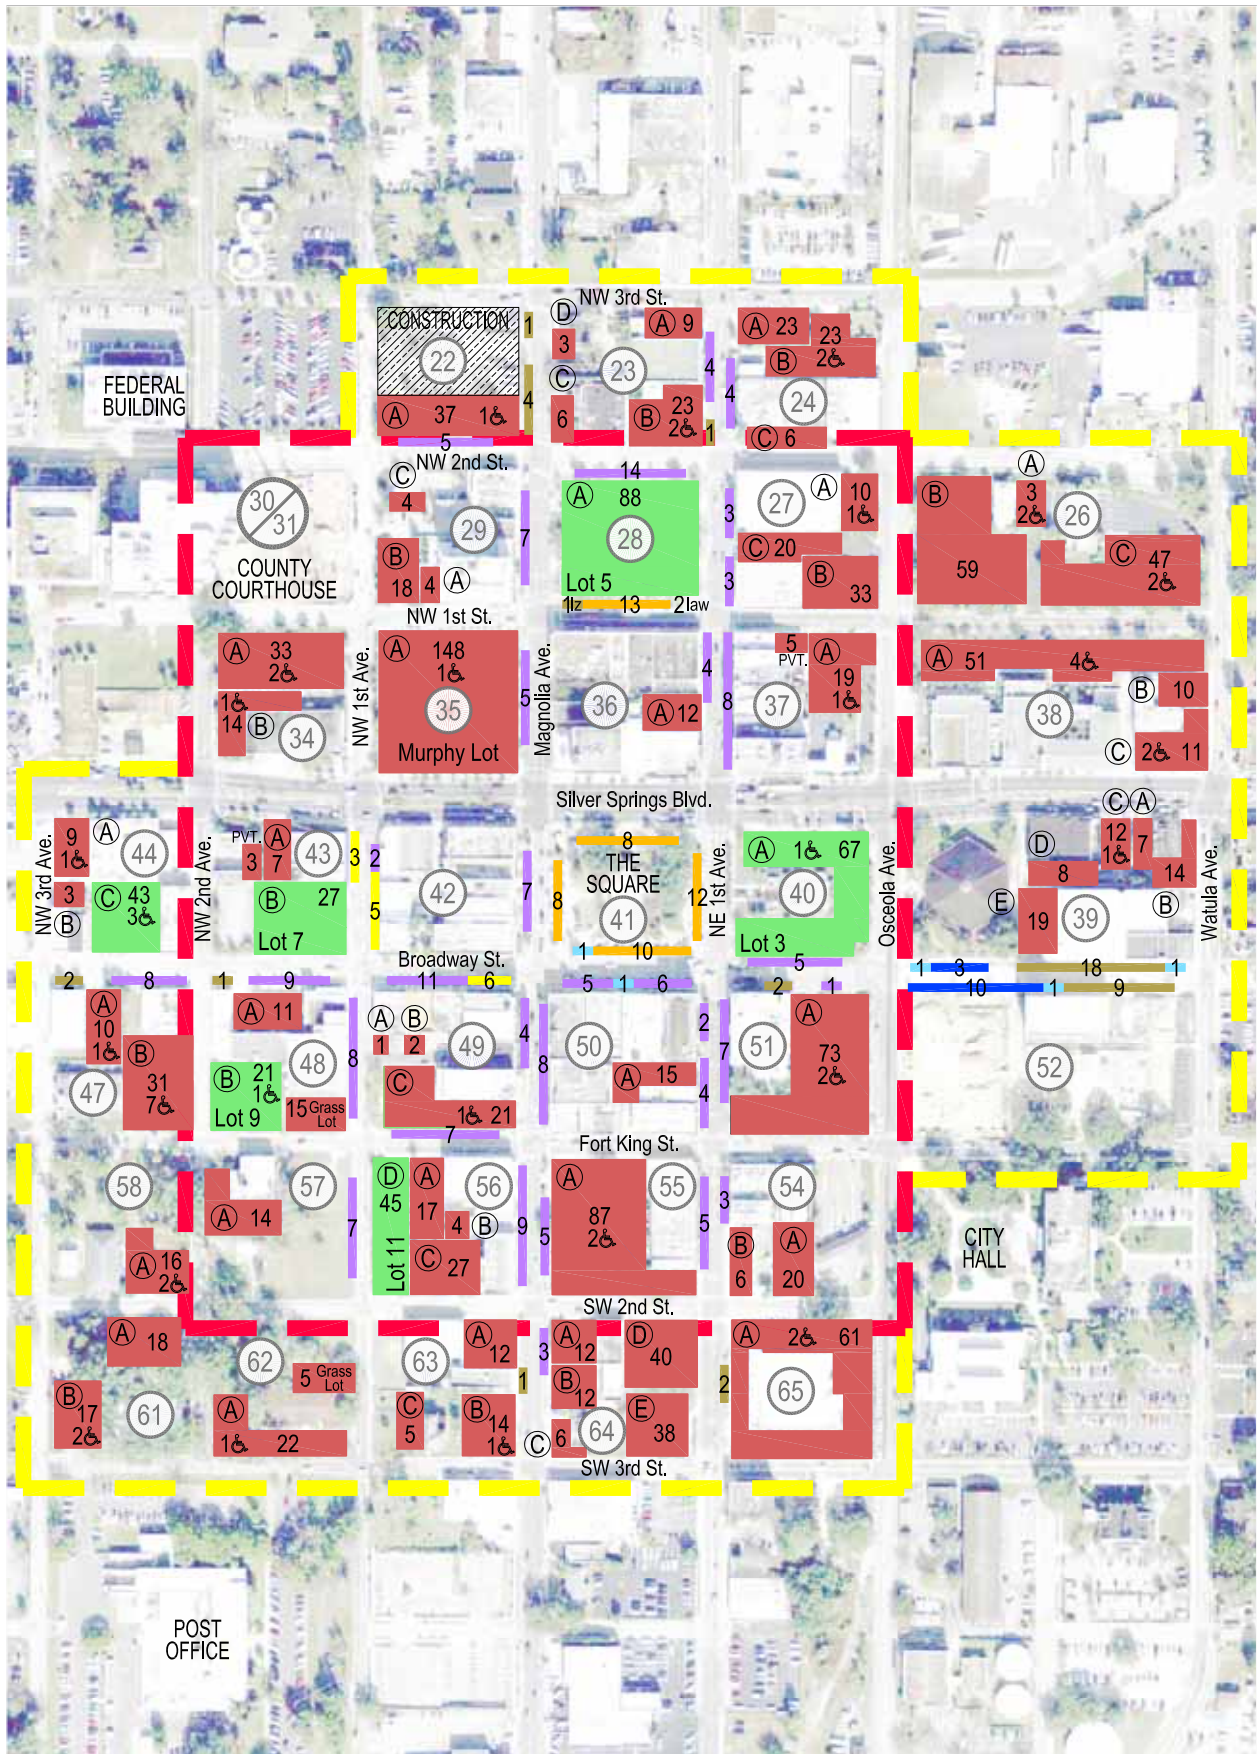 NW 3rd St.
CONSTRUCTION
22
1
4
A 37 1
5
D
3
C
6
A 9
23
B 23
2
4
1
4
A 23
23
B 2
24
C 6
FEDERAL
BUILDING
NW 2nd St.
30
31
COUNTY
COURTHOUSE
C
4
29
B
18
4 A
7
14
A 88
28
Lot 5
1lz 13 2law
3
3
27
A
10
1
C 20
B
33
B
59
A
3
2
26
C 47
2
NW 1st St.
A 33
2
1
14 B
34
NW 1st Ave.
A 148
1
35
Murphy Lot
5
Magnolia Ave.
36
A 12
4
8
5
PVT.
A
19
1
37
A 51 4
B 10
38
C 2 11
Silver Springs Blvd.
NW 3rd Ave.
9
1
A
44
3
B
C 43
3
NW 2nd Ave.
PVT.
3
A
7
43
B 27
Lot 7
3
5
2
42
7
8
THE
SQUARE
41
8
12
1 10
NE 1st Ave.
A 1 67
40
Lot 3
5
Osceola Ave.
C A
12
1
7
D
8
14
B
E
19
39
Watula Ave.
Broadway St.
2 8
1 9
11 6
5 1 6
2 1
1 3 18 1
10 1 9
A
10
1
B
31
7
47
A 11
48
B 21
1
Lot 9
15 Grass
Lot
8
A
1
B
2
49
C
1 21
7
4
8
50
A 15
2
4
7
51
A
73
2
52
Fort King St.
58
A 16
2
57
A 14
7
D
45
Lot 11
A
17
56
4 B
C 27
9
5
A
87
2
55
5
3
54
B
6
A
20
CITY
HALL
SW 2nd St.
A
18
B
17
2
61
62
5 Grass
Lot
A
1 22
63
A
12
C
5
B
14
1
3
1
A
12
B
12
C 6
64
D
40
E
38
2
A 2 61
65
SW 3rd St.
POST
OFFICE